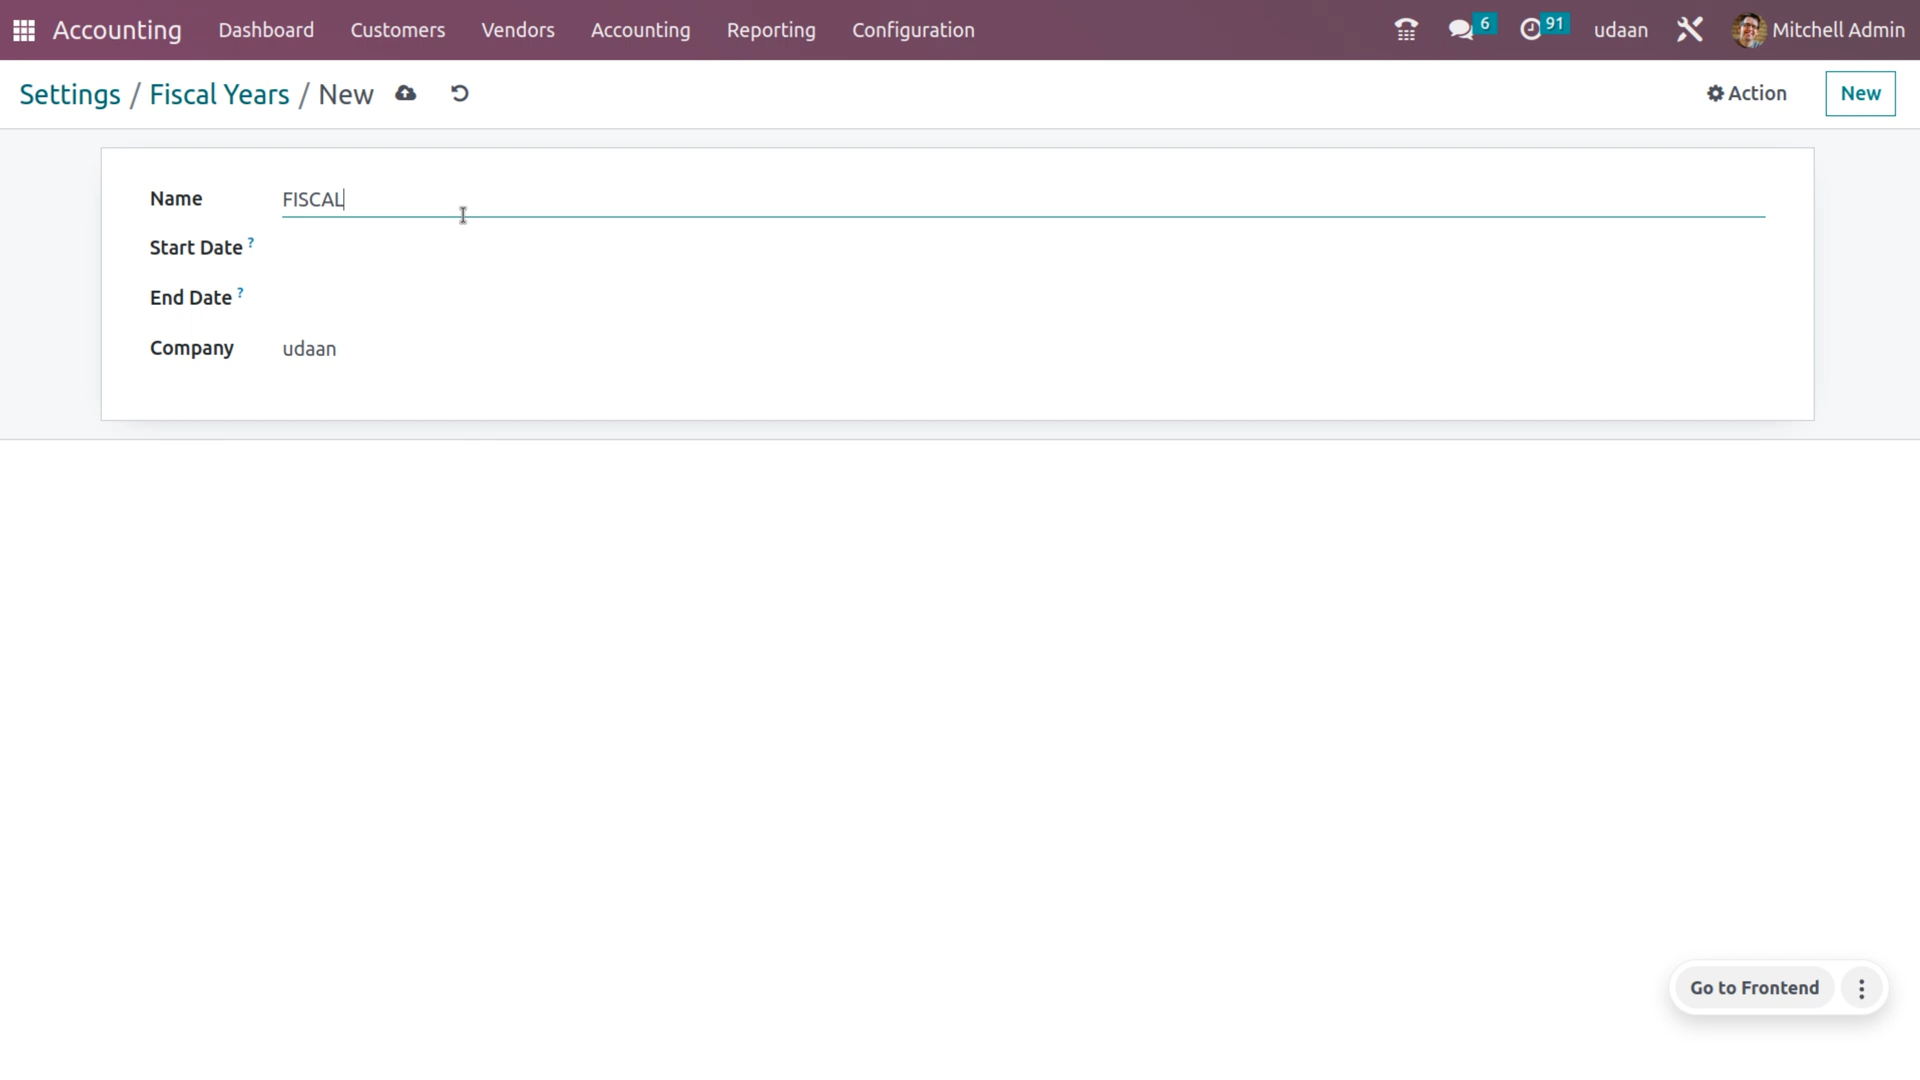 Accounting Dashboard Customers Vendors Accounting Reporting Configuration 6 91 udaan Mitchell Admin
Settings / Fiscal Years / New Action New
Name FISCAL
Start Date ?
End Date ?
Company udaan
Go to Frontend